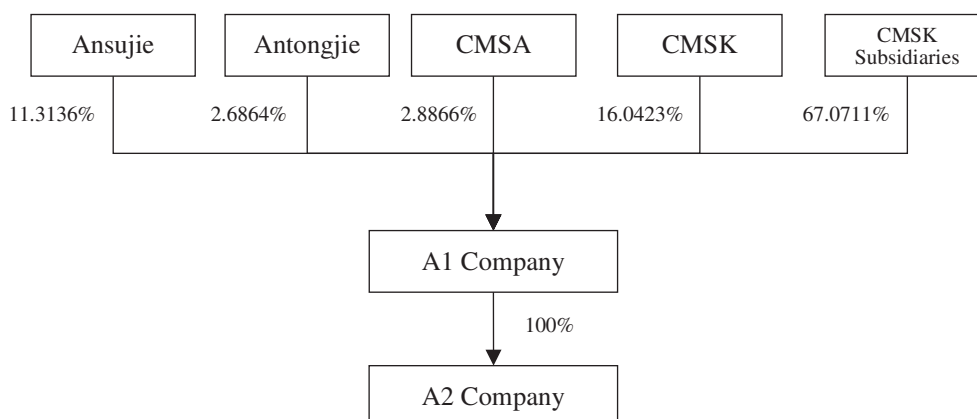 Ansujie
Antongjie
CMSA
CMSK
CMSK
Subsidiaries
11.3136%
2.6864%
2.8866%
16.0423%
67.0711%
A1 Company
100%
A2 Company